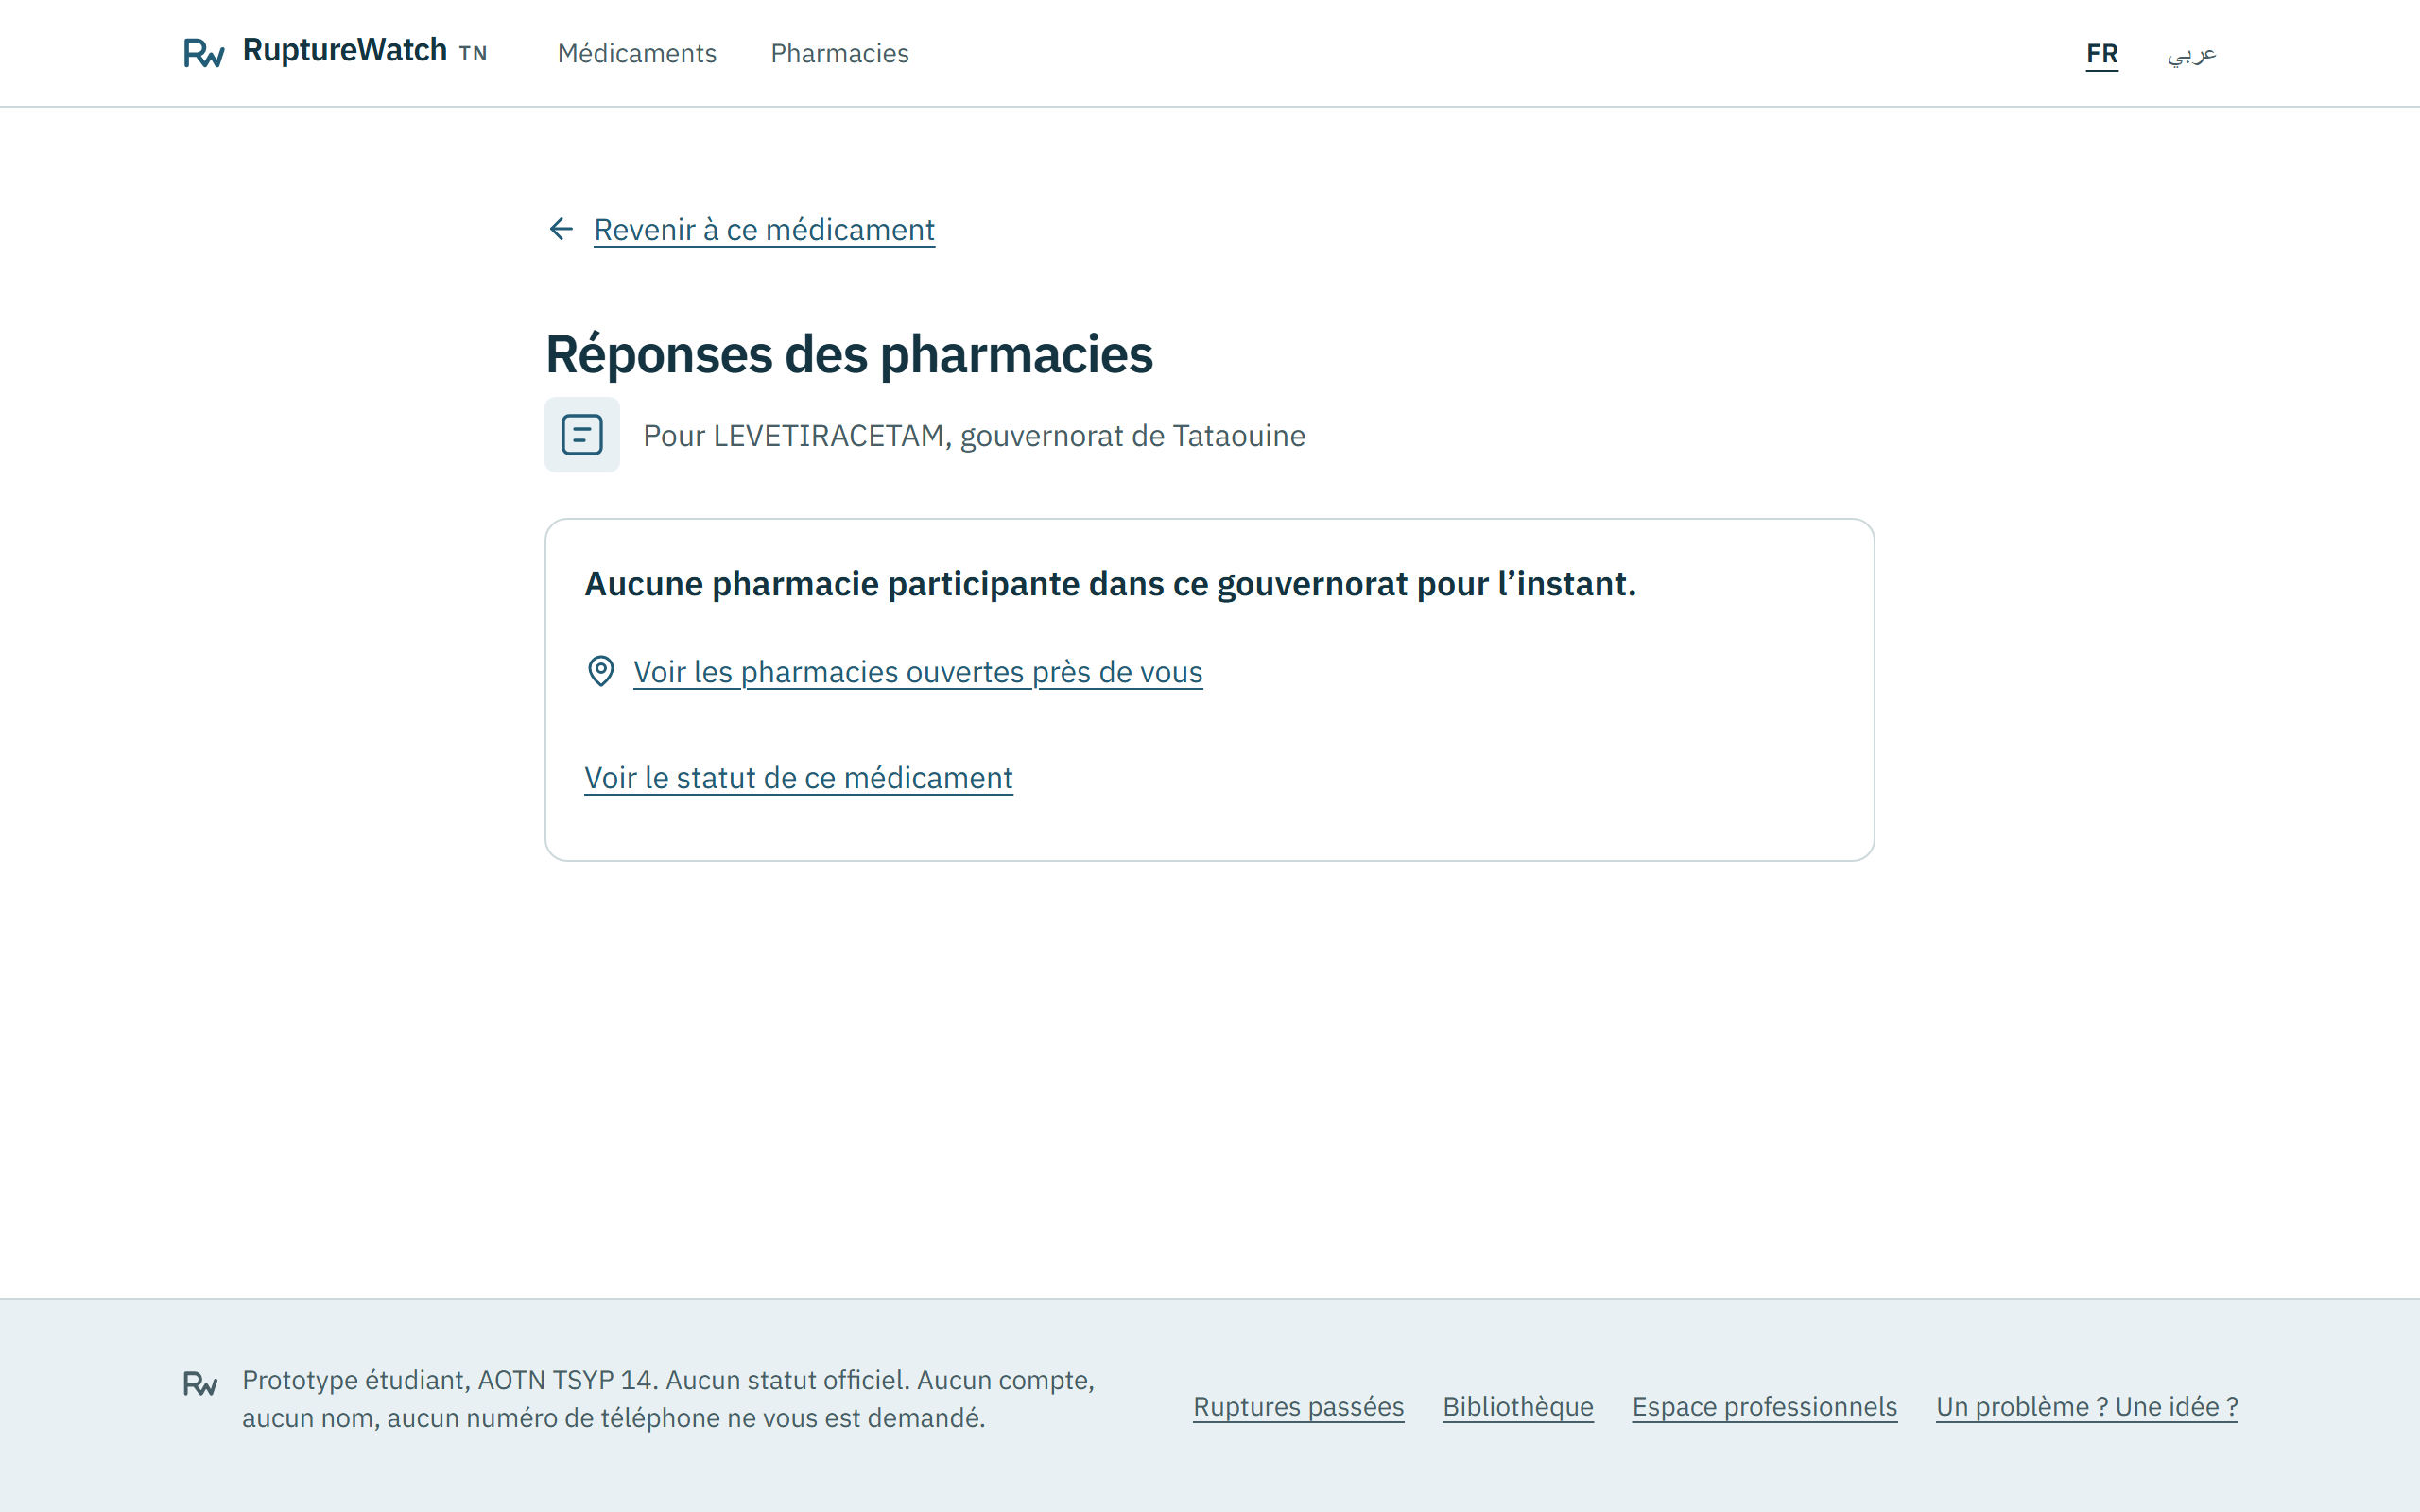 RuptureWatch TN
Médicaments
Pharmacies
FR
عربي
Revenir à ce médicament
Réponses des pharmacies
Pour LEVETIRACETAM, gouvernorat de Tataouine
Aucune pharmacie participante dans ce gouvernorat pour l’instant.
Voir les pharmacies ouvertes près de vous
Voir le statut de ce médicament
Prototype étudiant, AOTN TSYP 14. Aucun statut officiel. Aucun compte,
aucun nom, aucun numéro de téléphone ne vous est demandé.
Ruptures passées
Bibliothèque
Espace professionnels
Un problème ? Une idée ?